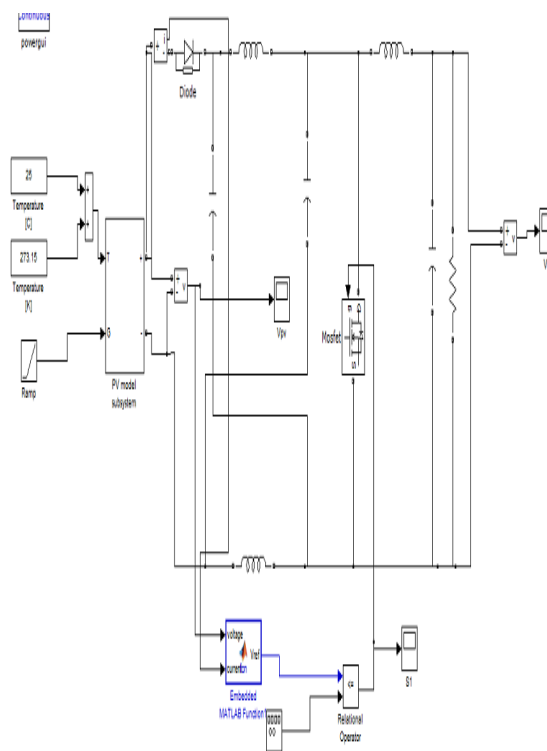 Continuous
powergui
i
Diode
25
Temperature
[C]
273.15
Temperature
[K]
T
G
PV model
subsystem
Ramp
v
Vpv
Mosfet
g
D
S
v
V
voltage
current
Vref
Embedded
MATLAB Function
<=
Relational
Operator
S1